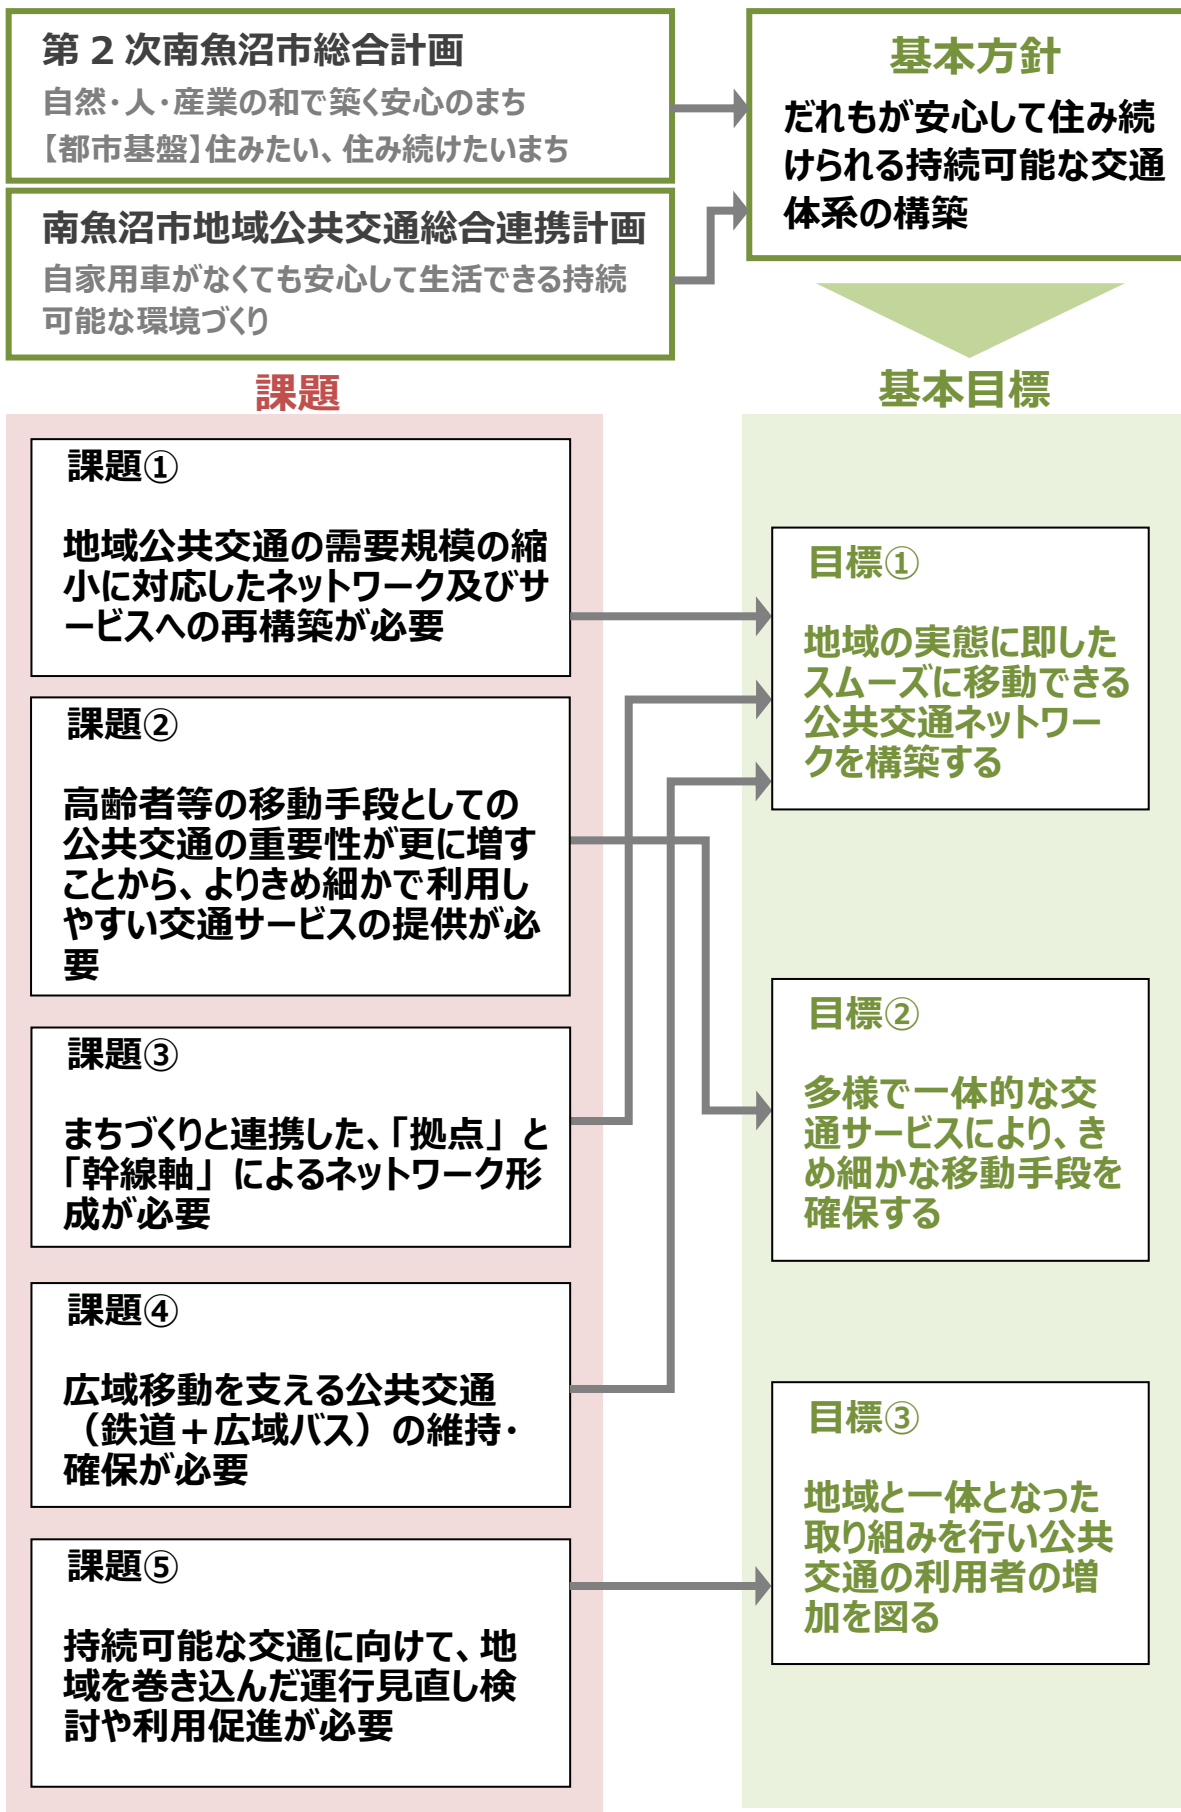 第2次南魚沼市総合計画
自然・人・産業の和で築く安心のまち
【都市基盤】住みたい、住み続けたいまち
南魚沼市地域公共交通総合連携計画
自家用車がなくても安心して生活できる持続
可能な環境づくり
基本方針
だれもが安心して住み続
けられる持続可能な交通
体系の構築
課題
課題①
地域公共交通の需要規模の縮
小に対応したネットワーク及びサ
ービスへの再構築が必要
課題②
高齢者等の移動手段としての
公共交通の重要性が更に増す
ことから、よりきめ細かで利用し
やすい交通サービスの提供が必
要
課題③
まちづくりと連携した、「拠点」と
「幹線軸」によるネットワーク形
成が必要
課題④
広域移動を支える公共交通
（鉄道＋広域バス）の維持・
確保が必要
課題⑤
持続可能な交通に向けて、地
域を巻き込んだ運行見直し検
討や利用促進が必要
基本目標
目標①
地域の実態に即した
スムーズに移動できる
公共交通ネットワー
クを構築する
目標②
多様で一体的な交
通サービスにより、き
め細かな移動手段を
確保する
目標③
地域と一体となった
取り組みを行い公共
交通の利用者の増
加を図る